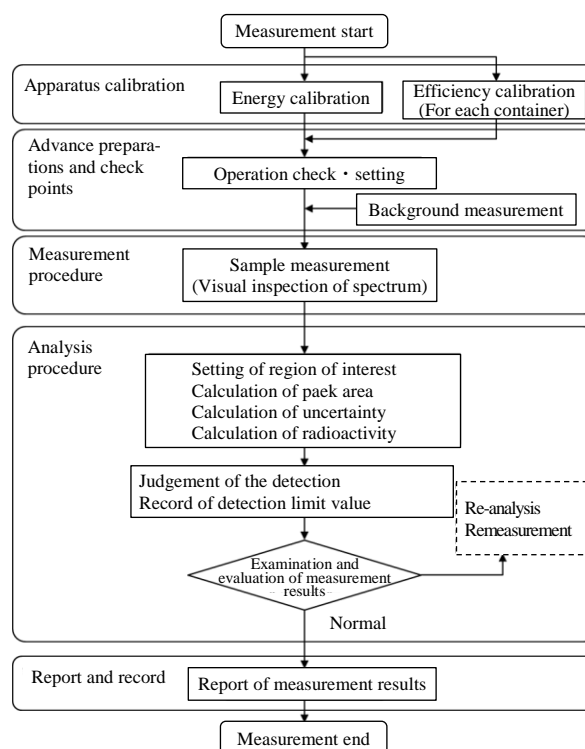 Measurement start
Apparatus calibration
Energy calibration
Efficiency calibration
(For each container)
Advance prepara-
tions and check
points
Operation check・setting
Background measurement
Measurement
procedure
Sample measurement
(Visual inspection of spectrum)
Analysis
procedure
Setting of region of interest
Calculation of paek area
Calculation of uncertainty
Calculation of radioactivity
Judgement of the detection
Record of detection limit value
Re-analysis
Remeasurement
Examination and
evaluation of measurement
results
Normal
Report and record
Report of measurement results
Measurement end